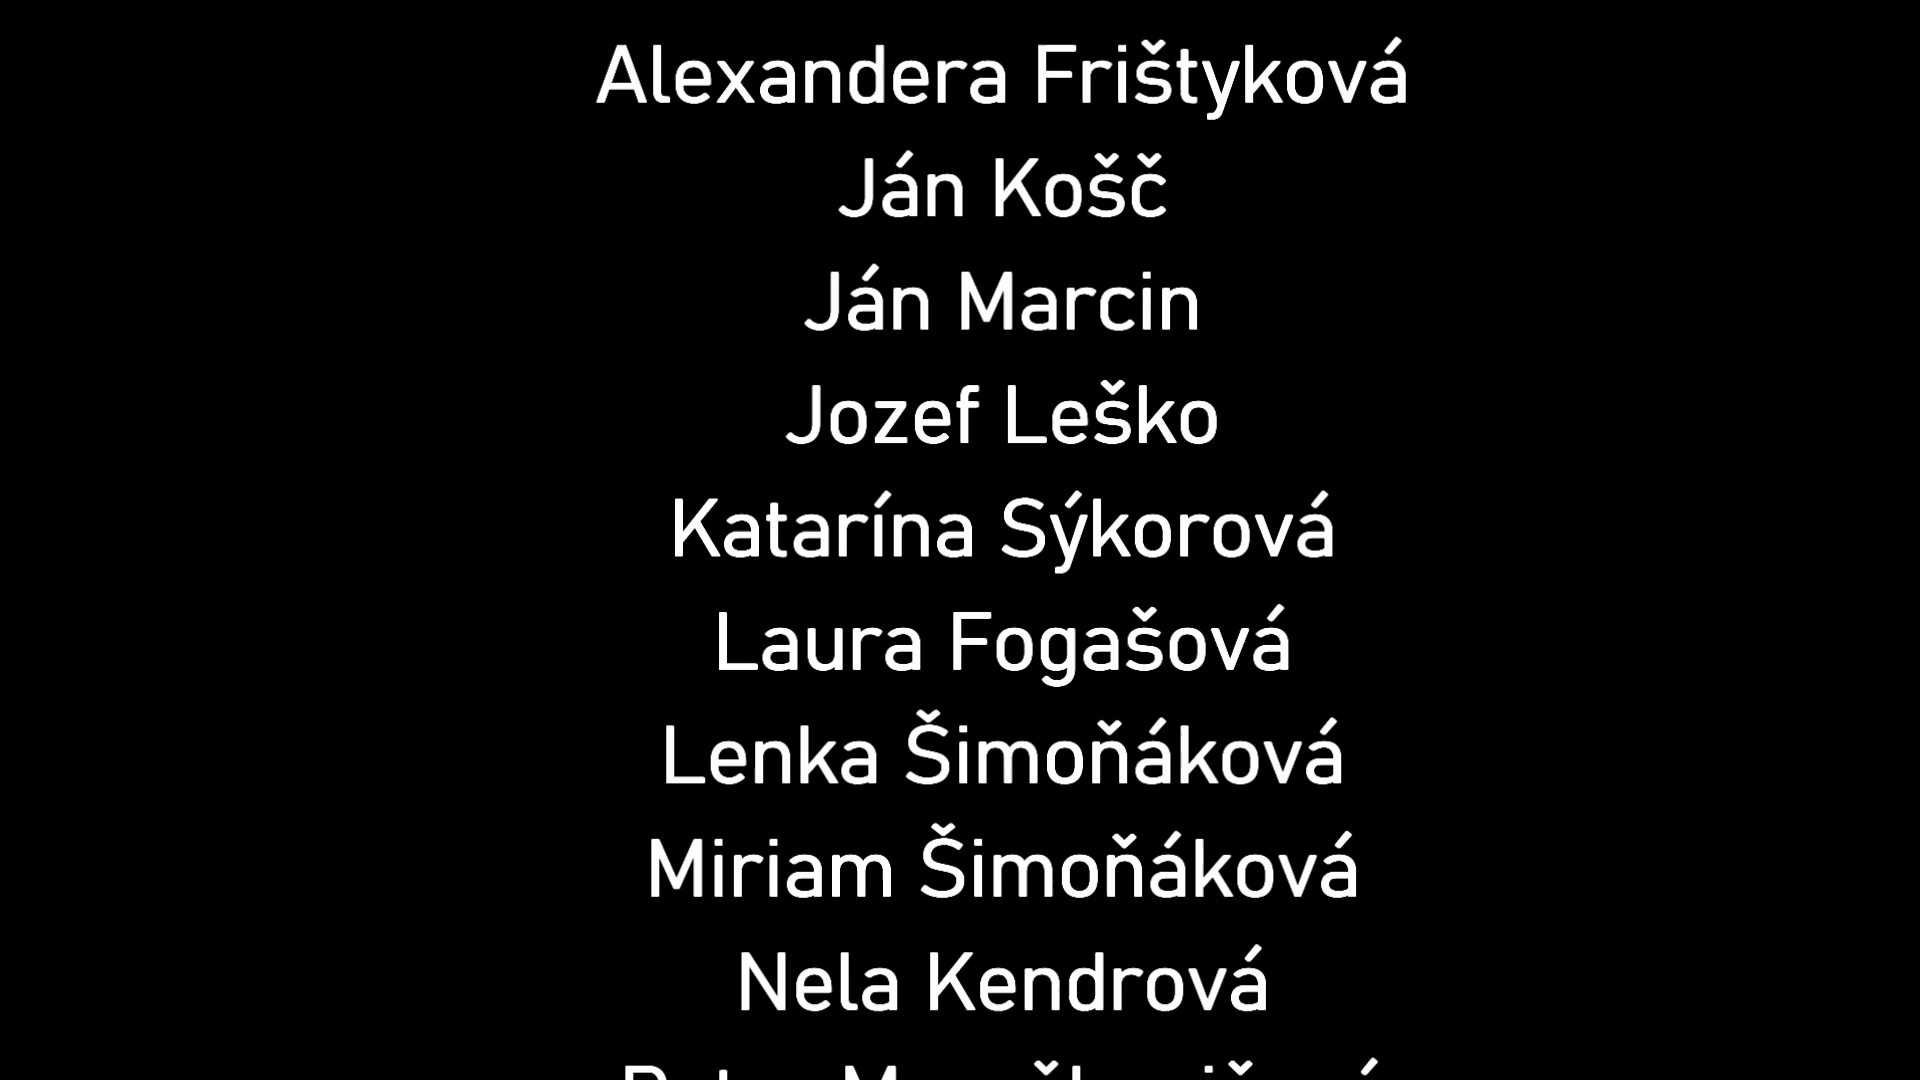 Alexandera Frištyková
Ján Košč
Ján Marcin
Jozef Leško
Katarína Sýkorová
Laura Fogašová
Lenka Šimoňáková
Miriam Šimoňáková
Nela Kendrová